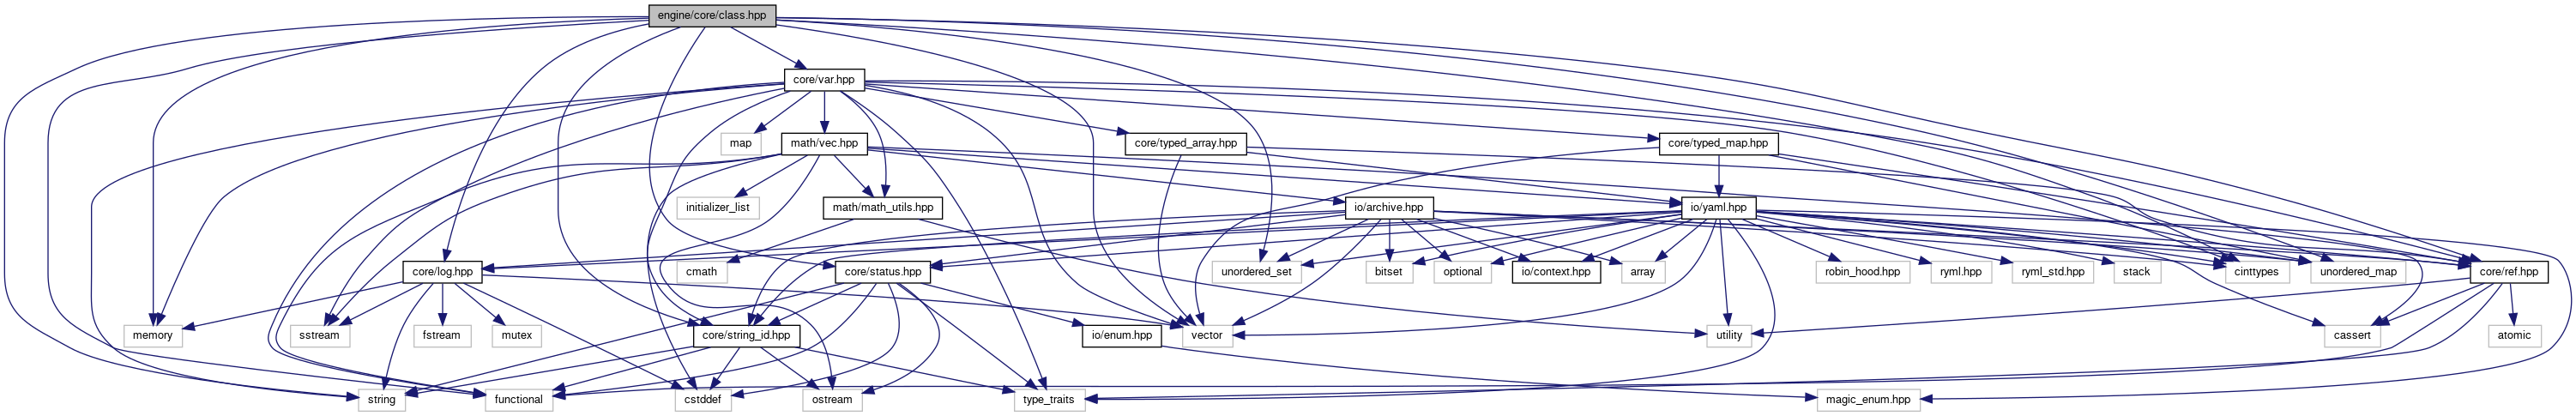 engine/core/class.hpp
core/var.hpp
map
math/vec.hpp
core/typed_array.hpp
core/typed_map.hpp
initializer_list
math/math_utils.hpp
io/archive.hpp
io/yaml.hpp
core/log.hpp
cmath
core/status.hpp
unordered_set
bitset
optional
io/context.hpp
array
robin_hood.hpp
ryml.hpp
ryml_std.hpp
stack
cinttypes
unordered_map
core/ref.hpp
memory
sstream
fstream
mutex
core/string_id.hpp
io/enum.hpp
vector
utility
cassert
atomic
string
functional
cstddef
ostream
type_traits
magic_enum.hpp